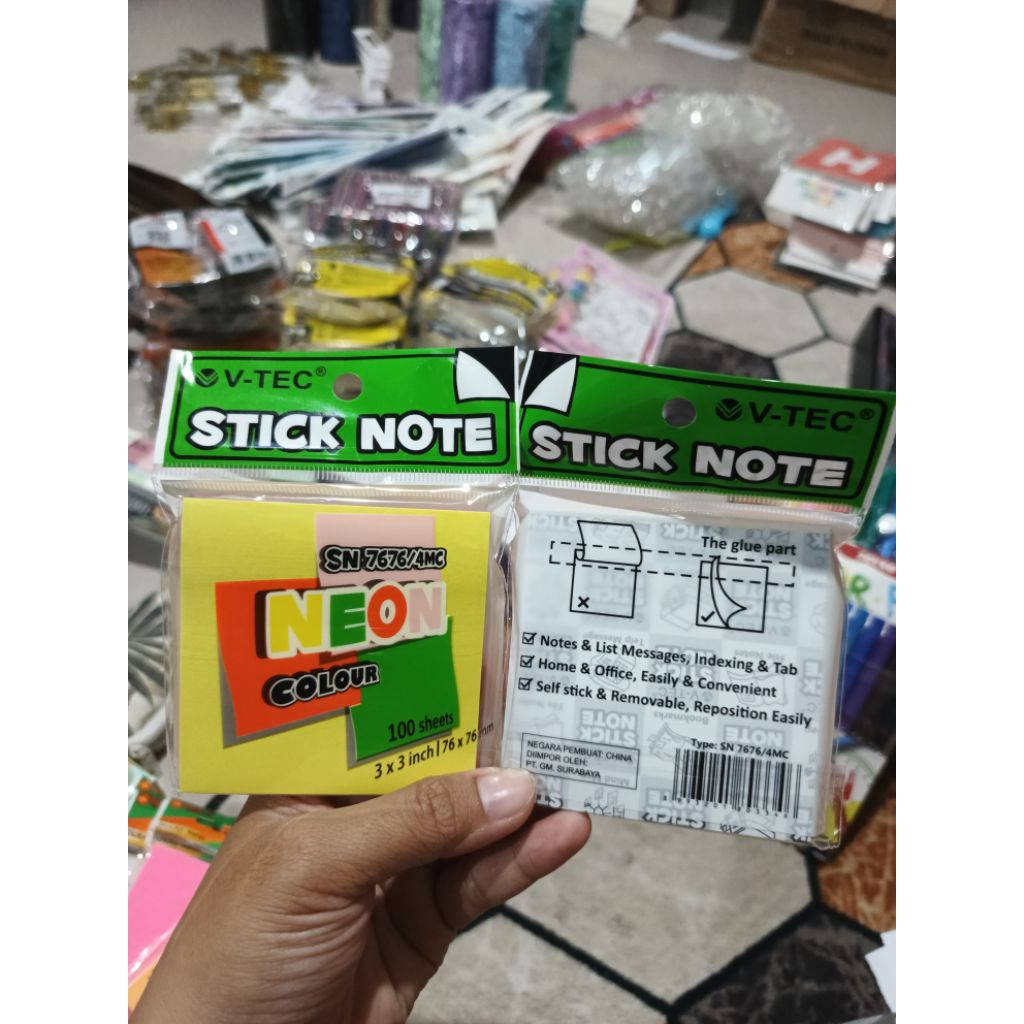 V-TEC®
STICK NOTE
SN 7676/4MC
NEON
COLOUR
100 sheets
3 x 3 inch | 76 x 76 mm
V-TEC®
STICK NOTE
The glue part
Notes & List Messages, Indexing & Tab
Home & Office, Easily & Convenient
Self stick & Removable, Reposition Easily
Type: SN 7676/4MC
NEGARA PEMBUAT: CHINA
DIIMPOR OLEH:
PT. GM. SURABAYA
H